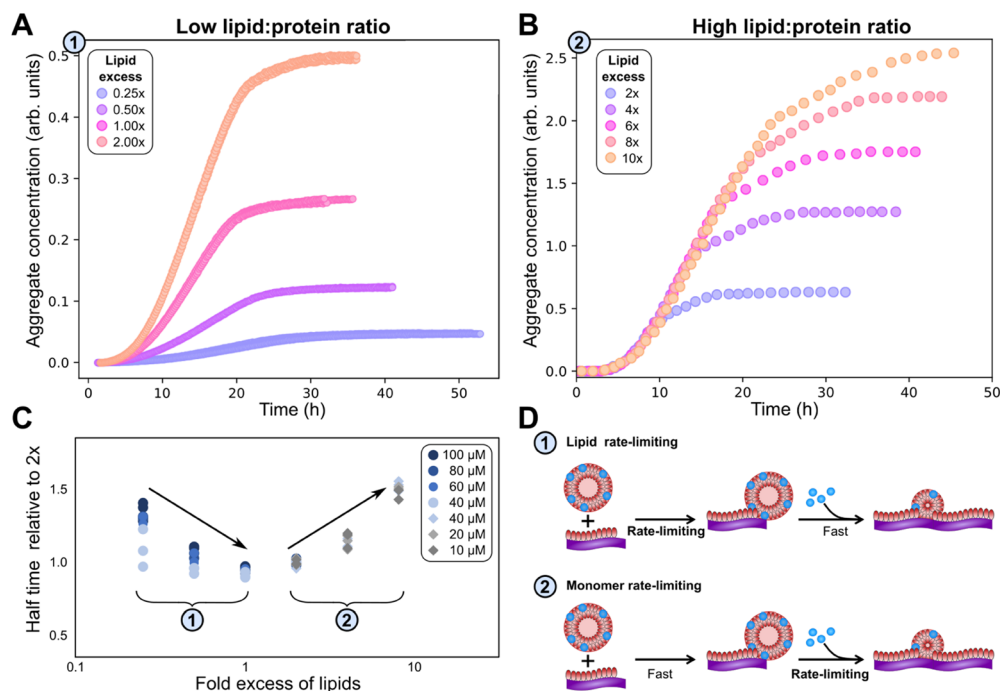 A
Low lipid:protein ratio
1
Lipid
excess
0.25x
0.50x
1.00x
2.00x
Aggregate concentration (arb. units)
0.5
0.4
0.3
0.2
0.1
0.0
0
10
20
30
40
50
Time (h)
B
High lipid:protein ratio
2
Lipid
excess
2x
4x
6x
8x
10x
Aggregate concentration (arb. units)
2.5
2.0
1.5
1.0
0.5
0.0
0
10
20
30
40
50
Time (h)
C
Half time relative to 2x
1.5
1.0
0.5
0.1
1
10
Fold excess of lipids
100 µM
80 µM
60 µM
40 µM
40 µM
20 µM
10 µM
1
2
D
1 Lipid rate-limiting
+
Rate-limiting
Fast
2 Monomer rate-limiting
+
Fast
Rate-limiting